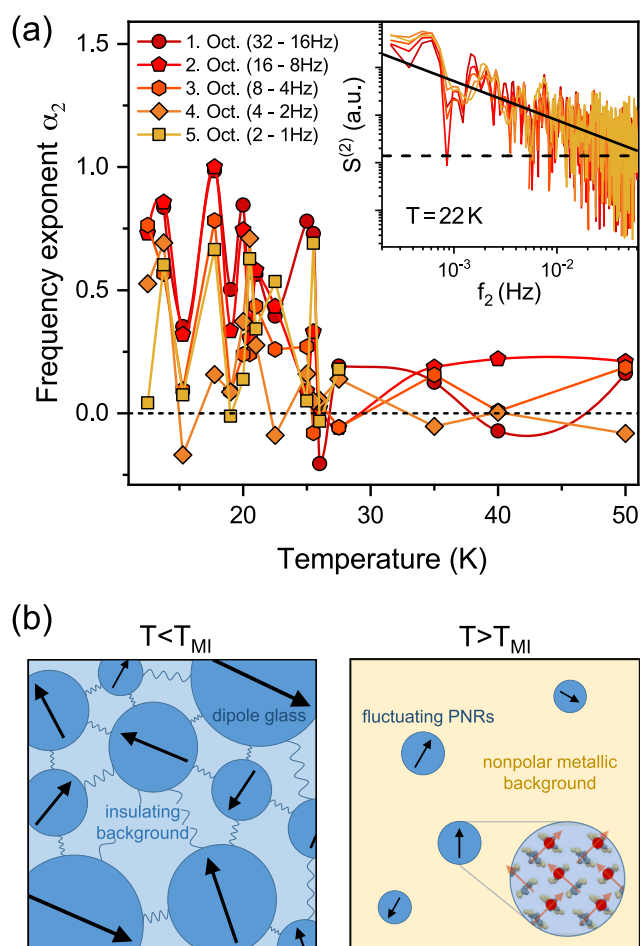 (a)
1.5
1.0
0.5
0.0
Frequency exponent α₂
1. Oct. (32 - 16Hz)
2. Oct. (16 - 8Hz)
3. Oct. (8 - 4Hz)
4. Oct. (4 - 2Hz)
5. Oct. (2 - 1Hz)
S⁽²⁾ (a.u.)
T = 22 K
10⁻³ 10⁻²
f₂ (Hz)
20 30 40 50
Temperature (K)
(b)
T<T_MI
dipole glass
insulating
background
T>T_MI
fluctuating PNRs
nonpolar metallic
background